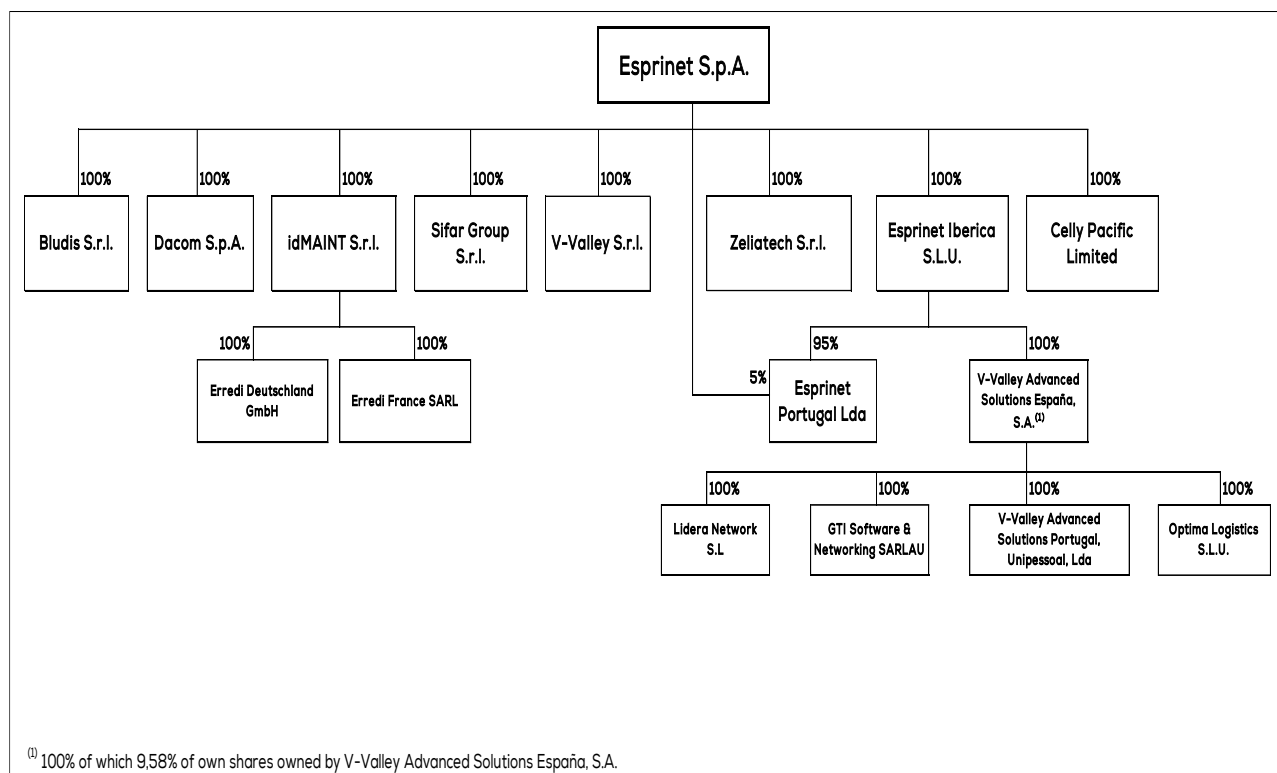 Esprinet S.p.A.
100%
100%
100%
100%
100%
100%
100%
100%
Bludis S.r.l.
Dacom S.p.A.
idMAINT S.r.l.
Sifar Group
S.r.l.
V-Valley S.r.l.
Zeliatech S.r.l.
Esprinet Iberica
S.L.U.
Celly Pacific
Limited
100%
100%
95%
100%
5%
Erredi Deutschland
GmbH
Erredi France SARL
Esprinet
Portugal Lda
V-Valley Advanced
Solutions España,
S.A.(1)
100%
100%
100%
100%
Lidera Network
S.L
GTI Software &
Networking SARLAU
V-Valley Advanced
Solutions Portugal,
Unipessoal, Lda
Optima Logistics
S.L.U.
(1) 100% of which 9,58% of own shares owned by V-Valley Advanced Solutions España, S.A.